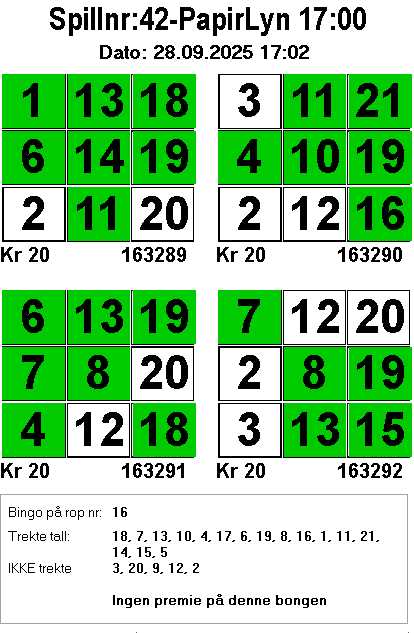 Spillnr:42-PapirLyn 17:00
Dato: 28.09.2025 17:02
1 13 18 3 11 21
6 14 19 4 10 19
2 11 20 2 12 16
Kr 20 163289 Kr 20 163290
6 13 19 7 12 20
7 8 20 2 8 19
4 12 18 3 13 15
Kr 20 163291 Kr 20 163292
Bingo på rop nr: 16
Trekte tall: 18, 7, 13, 10, 4, 17, 6, 19, 8, 16, 1, 11, 21,
14, 15, 5
IKKE trekte 3, 20, 9, 12, 2
Ingen premie på denne bongen